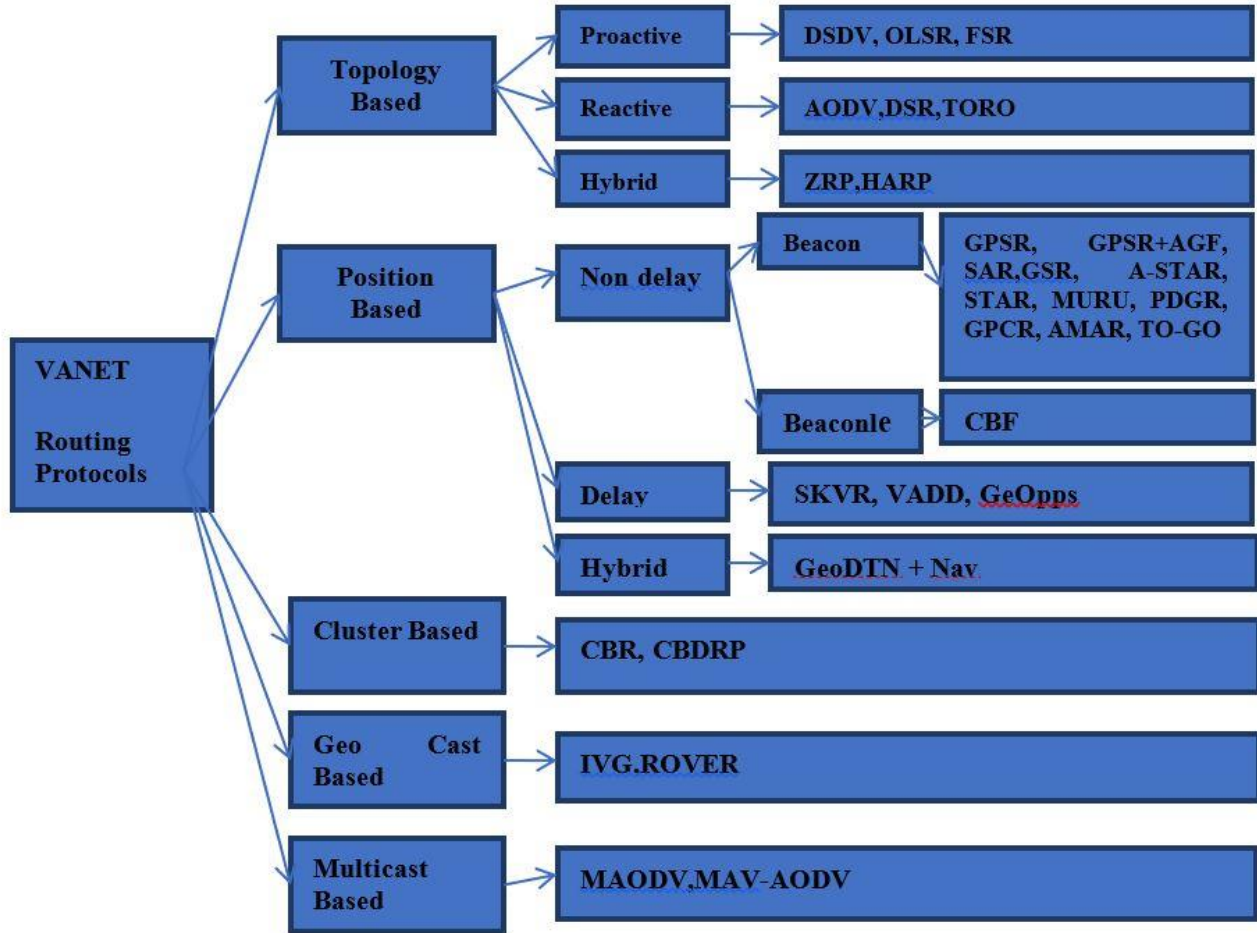 VANET
Routing
Protocols
Topology
Based
Proactive
DSDV, OLSR, FSR
Reactive
AODV,DSR,TORO
Hybrid
ZRP,HARP
Position
Based
Non delay
Beacon
GPSR, GPSR+AGF,
SAR,GSR, A-STAR,
STAR, MURU, PDGR,
GPCR, AMAR, TO-GO
Beaconle
CBF
Delay
SKVR, VADD, GeOpps
Hybrid
GeoDTN + Nav
Cluster Based
CBR, CBDRP
Geo Cast
Based
IVG.ROVER
Multicast
Based
MAODV,MAV-AODV